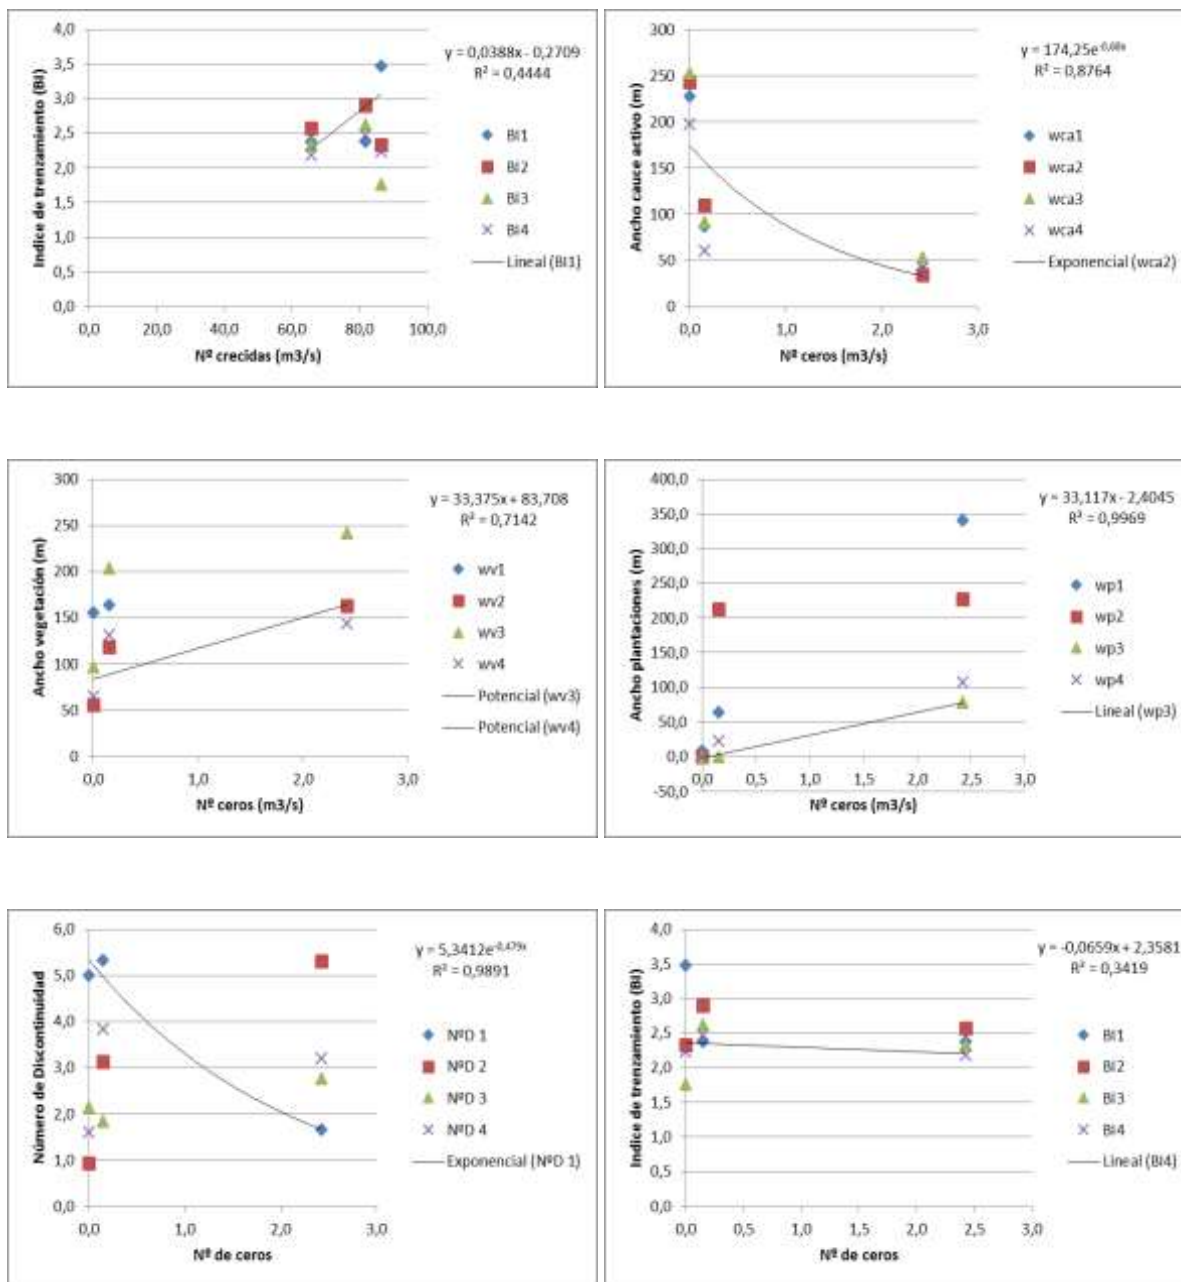 4,0
3,5
3,0
2,5
2,0
1,5
1,0
0,5
0,0
Indice de trenzamiento (BI)
0,0 20,0 40,0 60,0 80,0 100,0
Nº crecidas (m3/s)
y = 0,0388x - 0,2709
R² = 0,4444
BI1
BI2
BI3
BI4
Lineal (BI1)
300
250
200
150
100
50
0
Ancho cauce activo (m)
0,0 1,0 2,0 3,0
Nº ceros (m3/s)
y = 174,25e-0,68x
R² = 0,8764
wca1
wca2
wca3
wca4
Exponencial (wca2)
300
250
200
150
100
50
0
Ancho vegetación (m)
0,0 1,0 2,0 3,0
Nº ceros (m3/s)
y = 33,375x + 83,708
R² = 0,7142
wv1
wv2
wv3
wv4
Potencial (wv3)
Potencial (wv4)
400,0
350,0
300,0
250,0
200,0
150,0
100,0
50,0
0,0
-50,0
Ancho plantaciones (m)
0,0 0,5 1,0 1,5 2,0 2,5 3,0
Nº ceros (m3/s)
y = 33,117x - 2,4045
R² = 0,9969
wp1
wp2
wp3
wp4
Lineal (wp3)
6,0
5,0
4,0
3,0
2,0
1,0
0,0
Número de Discontinuidad
0,0 1,0 2,0 3,0
Nº de ceros
y = 5,3412e-0,479x
R² = 0,9891
NºD 1
NºD 2
NºD 3
NºD 4
Exponencial (NºD 1)
4,0
3,5
3,0
2,5
2,0
1,5
1,0
0,5
0,0
Indice de trenzamiento (BI)
0,0 0,5 1,0 1,5 2,0 2,5 3,0
Nº de ceros
y = -0,0659x + 2,3581
R² = 0,3419
BI1
BI2
BI3
BI4
Lineal (BI4)